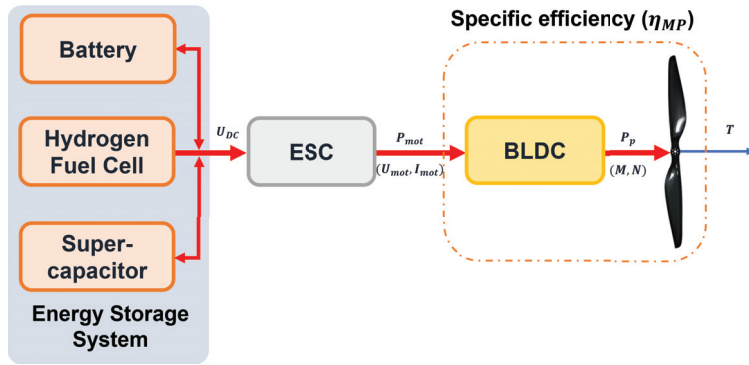 Specific efficiency (η_MP)
Battery
Hydrogen
Fuel Cell
Super-
capacitor
Energy Storage
System
U_DC
ESC
P_mot
(U_mot, I_mot)
BLDC
P_p
(M, N)
T